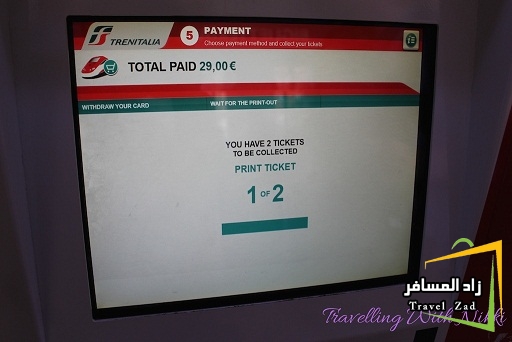 TRENITALIA
5 PAYMENT
Choose payment method end collect your tickets
TOTAL PAID 29,00 €
WITHDRAW YOUR CARD WAIT FOR THE PRINT-OUT
YOU HAVE 2 TICKETS
TO BE COLLECTED
PRINT TICKET
1 OF 2
زاد المسافر
Travel Zad
Travelling With Nikki